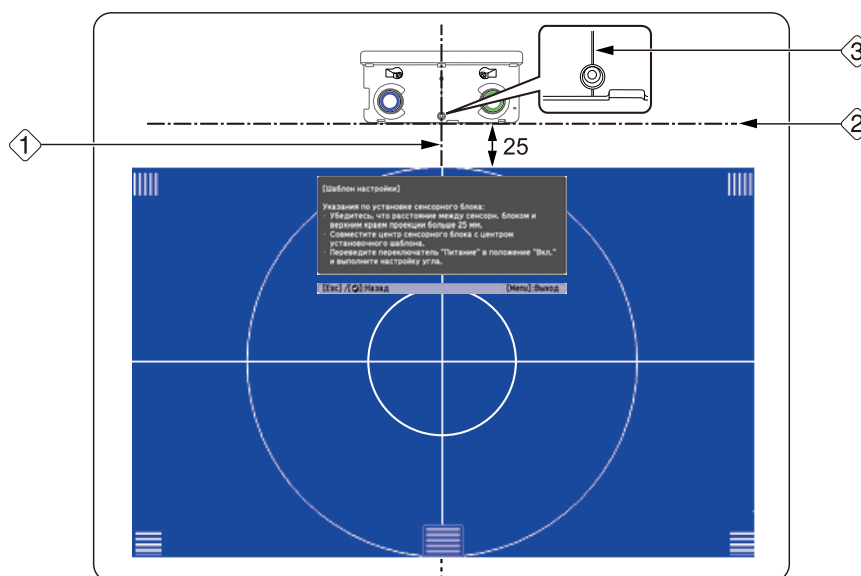 3
2
1
25
[Шаблон настройки]
Указания по установке сенсорного блока:
· Убедитесь, что расстояние между сенсорн. блоком и
верхним краем проекции больше 25 мм.
· Совместите центр сенсорного блока с центром
установочного шаблона.
· Переведите переключатель "Питание" в положение "Вкл."
и выполните настройку угла.
[Esc] /[ ]:Назад [Menu]:Выход